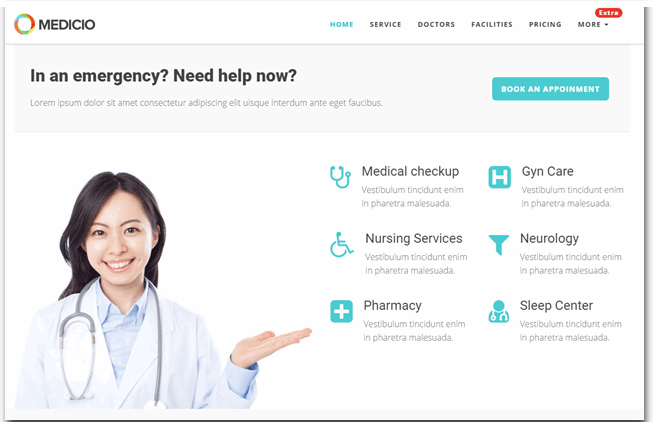 MEDICIO
HOME SERVICE DOCTORS FACILITIES PRICING MORE
Extra
In an emergency? Need help now?
Lorem ipsum dolor sit amet consectetur adipiscing elit uisque interdum ante eget faucibus.
BOOK AN APPOINMENT
Medical checkup
Vestibulum tincidunt enim
in pharetra malesuada.
H
Gyn Care
Vestibulum tincidunt enim
in pharetra malesuada.
Nursing Services
Vestibulum tincidunt enim
in pharetra malesuada.
Neurology
Vestibulum tincidunt enim
in pharetra malesuada.
Pharmacy
Vestibulum tincidunt enim
in pharetra malesuada.
Sleep Center
Vestibulum tincidunt enim
in pharetra malesuada.